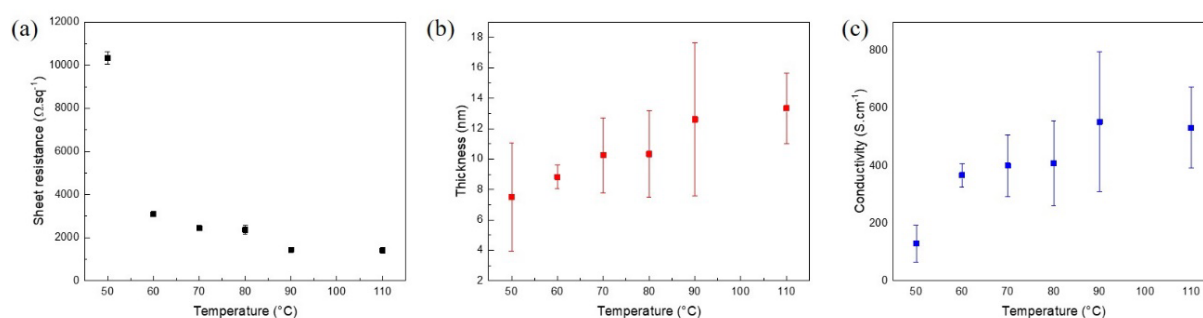 (a)
12000
10000
8000
6000
4000
2000
0
Sheet resistance (Ω.sq⁻¹)
50 60 70 80 90 100 110
Temperature (°C)
(b)
18
16
14
12
10
8
6
4
2
Thickness (nm)
50 60 70 80 90 100 110
Temperature (°C)
(c)
800
600
400
200
0
Conductivity (S.cm⁻¹)
50 60 70 80 90 100 110
Temperature (°C)